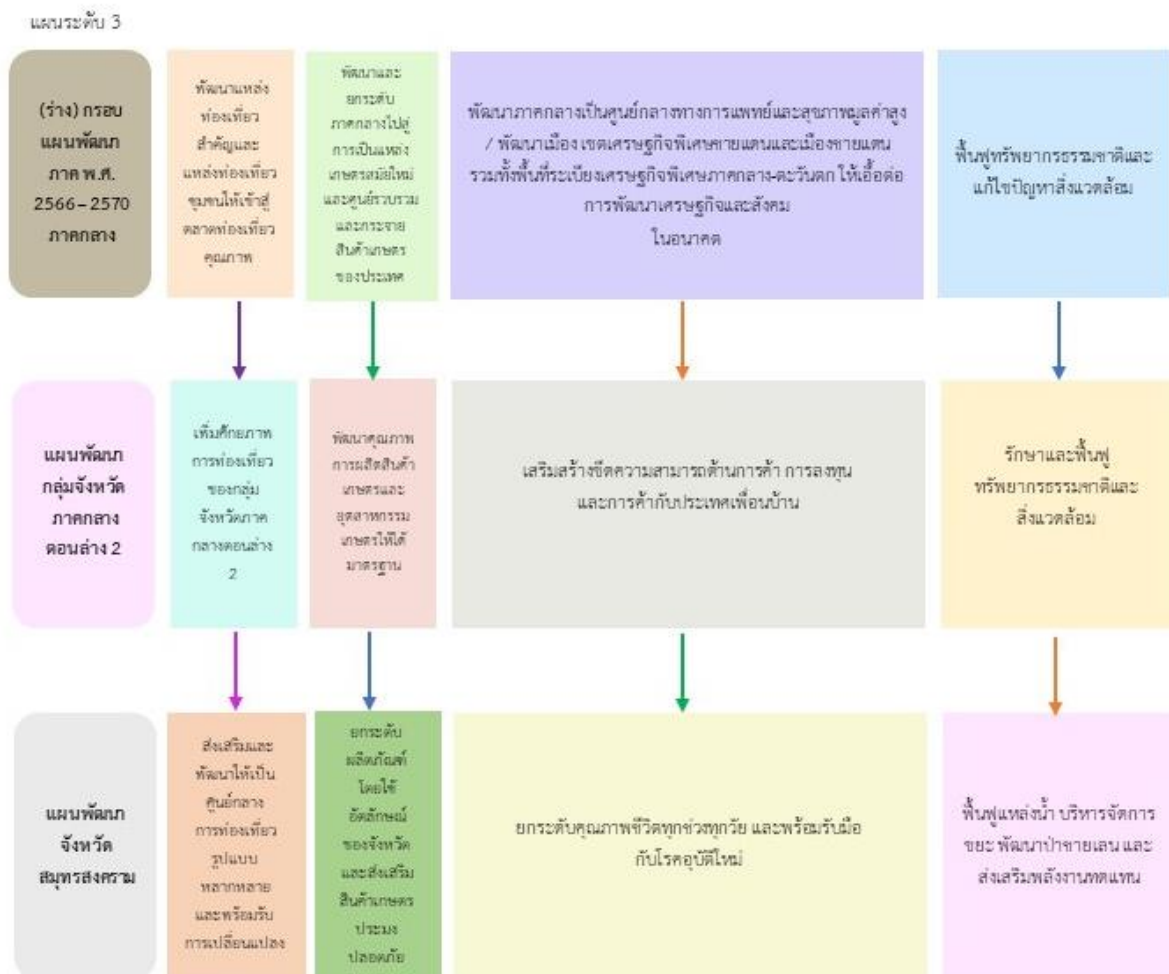 แผนระดับ 3
(ร่าง) กรอบ
แผนพัฒนา
ภาค พ.ศ.
2566 – 2570
ภาคกลาง
พัฒนาแหล่ง
ท่องเที่ยว
สำคัญและ
แหล่งท่องเที่ยว
ชุมชนให้เข้าสู่
ตลาดท่องเที่ยว
คุณภาพ
พัฒนาและ
ยกระดับ
ภาคกลางไปสู่
การเป็นแหล่ง
เกษตรสมัยใหม่
และศูนย์รวบรวม
และกระจาย
สินค้าเกษตร
ของประเทศ
พัฒนาภาคกลางเป็นศูนย์กลางทางการแพทย์และสุขภาพมูลค่าสูง
/ พัฒนาเมือง เขตเศรษฐกิจพิเศษชายแดนและเมืองชายแดน
รวมทั้งพื้นที่ระเบียงเศรษฐกิจพิเศษภาคกลาง-ตะวันตก ให้เอื้อต่อ
การพัฒนาเศรษฐกิจและสังคม
ในอนาคต
ฟื้นฟูทรัพยากรธรรมชาติและ
แก้ไขปัญหาสิ่งแวดล้อม
แผนพัฒนา
กลุ่มจังหวัด
ภาคกลาง
ตอนล่าง 2
เพิ่มศักยภาพ
การท่องเที่ยว
ของกลุ่ม
จังหวัดภาค
กลางตอนล่าง
2
พัฒนาคุณภาพ
การผลิตสินค้า
เกษตรและ
อุตสาหกรรม
เกษตรให้ได้
มาตรฐาน
เสริมสร้างขีดความสามารถด้านการค้า การลงทุน
และการค้ากับประเทศเพื่อนบ้าน
รักษาและฟื้นฟู
ทรัพยากรธรรมชาติและ
สิ่งแวดล้อม
แผนพัฒนา
จังหวัด
สมุทรสงคราม
ส่งเสริมและ
พัฒนาให้เป็น
ศูนย์กลาง
การท่องเที่ยว
รูปแบบ
หลากหลาย
และพร้อมรับ
การเปลี่ยนแปลง
ยกระดับ
ผลิตภัณฑ์
โดยใช้
อัตลักษณ์
ของจังหวัด
และส่งเสริม
สินค้าเกษตร
ประมง
ปลอดภัย
ยกระดับคุณภาพชีวิตทุกช่วงทุกวัย และพร้อมรับมือ
กับโรคอุบัติใหม่
ฟื้นฟูแหล่งน้ำ บริหารจัดการ
ขยะ พัฒนาป่าชายเลน และ
ส่งเสริมพลังงานทดแทน